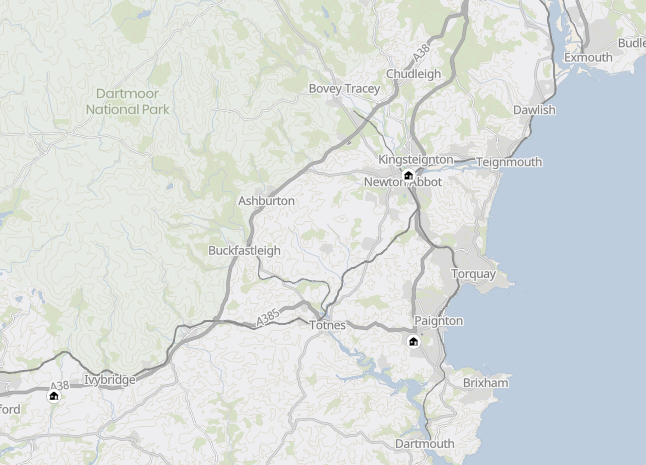 A38
Exmouth
Budle
Chudleigh
Bovey Tracey
Dartmoor
National Park
Dawlish
Kingsteignton
Teignmouth
Newton Abbot
Ashburton
Buckfastleigh
Torquay
A385
Totnes
Paignton
Ivybridge
A38
Brixham
ford
Dartmouth